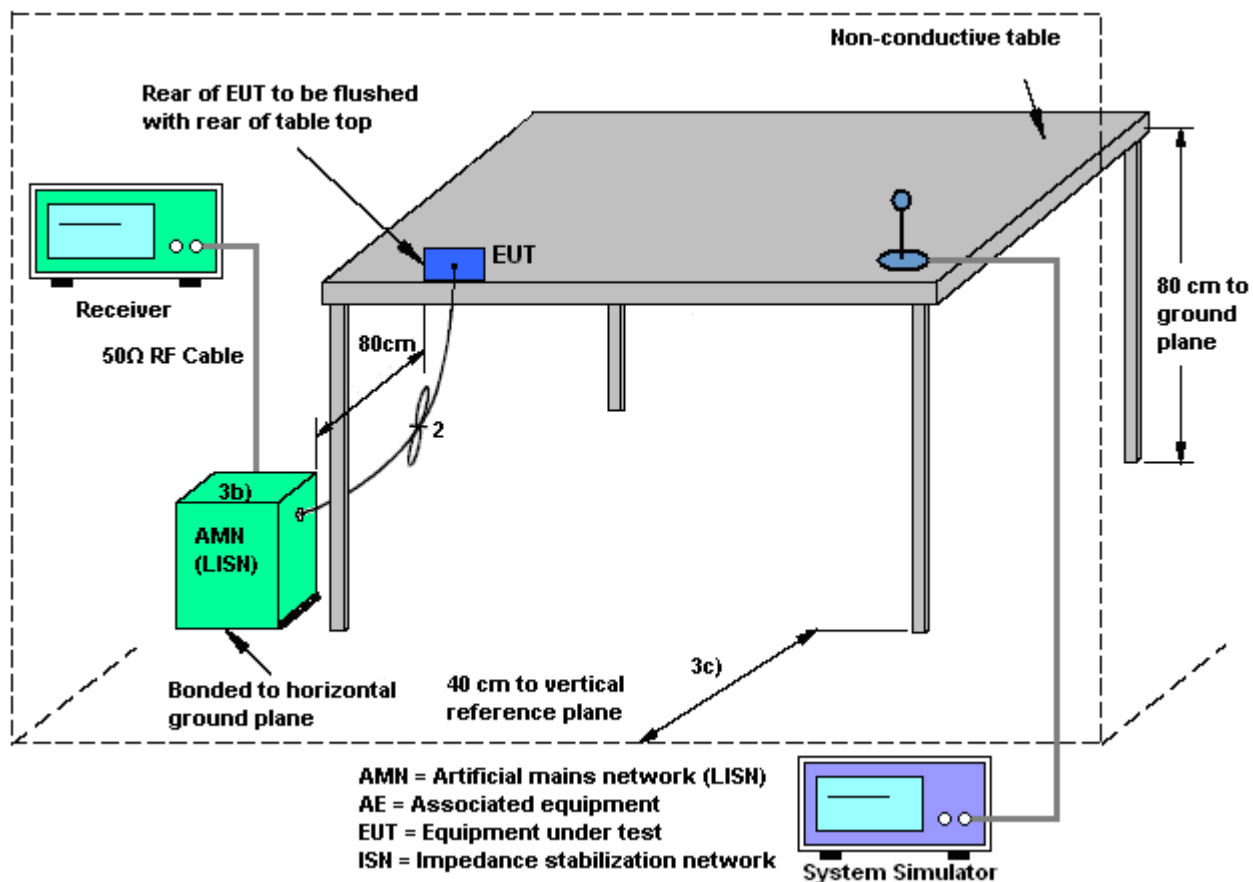 Non-conductive table
Rear of EUT to be flushed
with rear of table top
EUT
Receiver
80 cm to
ground
plane
80cm
50Ω RF Cable
2
3b)
AMN
(LISN)
3c)
Bonded to horizontal
ground plane
40 cm to vertical
reference plane
AMN = Artificial mains network (LISN)
AE = Associated equipment
EUT = Equipment under test
ISN = Impedance stabilization network
System Simulator